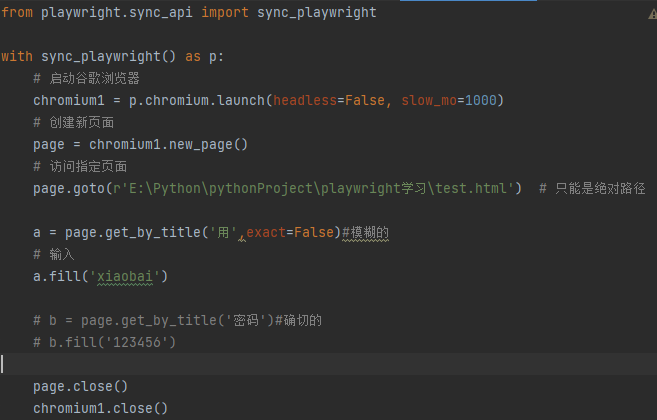 from playwright.sync_api import sync_playwright
with sync_playwright() as p:
# 启动谷歌浏览器
chromium1 = p.chromium.launch(headless=False, slow_mo=1000)
# 创建新页面
page = chromium1.new_page()
# 访问指定页面
page.goto(r'E:\Python\pythonProject\playwright学习\test.html')  # 只能是绝对路径
a = page.get_by_title('用',exact=False)#模糊的
# 输入
a.fill('xiaobai')
# b = page.get_by_title('密码')#确切的
# b.fill('123456')
page.close()
chromium1.close()